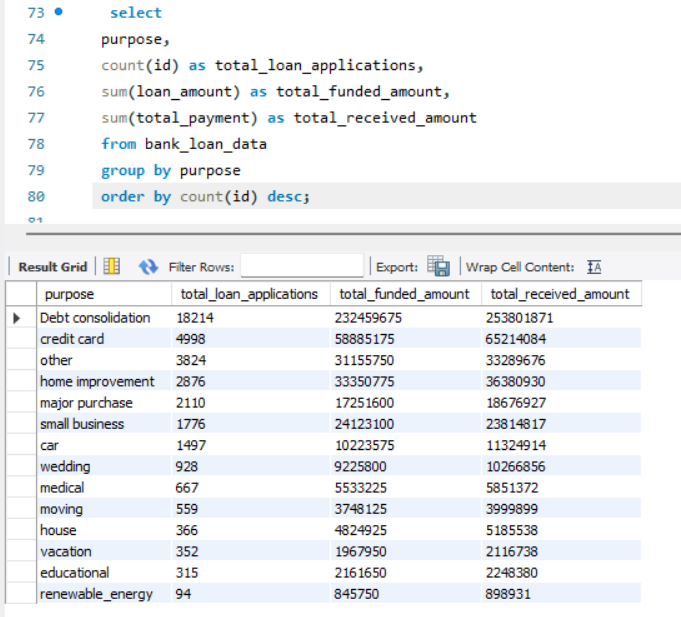 73 select
74 purpose,
75 count(id) as total_loan_applications,
76 sum(loan_amount) as total_funded_amount,
77 sum(total_payment) as total_received_amount
78 from bank_loan_data
79 group by purpose
80 order by count(id) desc;
81
Result Grid Filter Rows: Export: Wrap Cell Content:
purpose total_loan_applications total_funded_amount total_received_amount
Debt consolidation 18214 232459675 253801871
credit card 4998 58885175 65214084
other 3824 31155750 33289676
home improvement 2876 33350775 36380930
major purchase 2110 17251600 18676927
small business 1776 24123100 23814817
car 1497 10223575 11324914
wedding 928 9225800 10266856
medical 667 5533225 5851372
moving 559 3748125 3999899
house 366 4824925 5185538
vacation 352 1967950 2116738
educational 315 2161650 2248380
renewable_energy 94 845750 898931